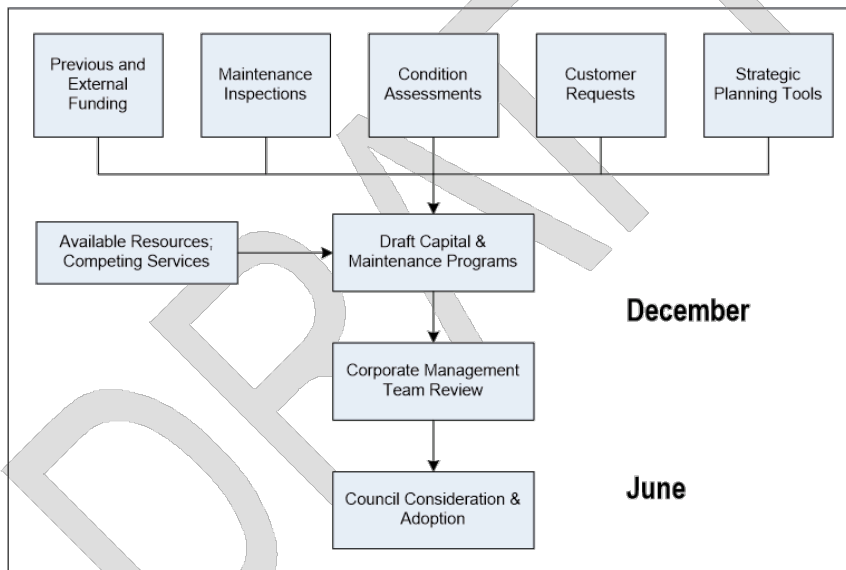 Previous and
External
Funding
Maintenance
Inspections
Condition
Assessments
Customer
Requests
Strategic
Planning Tools
Available Resources;
Competing Services
Draft Capital &
Maintenance Programs
December
Corporate Management
Team Review
Council Consideration &
Adoption
June